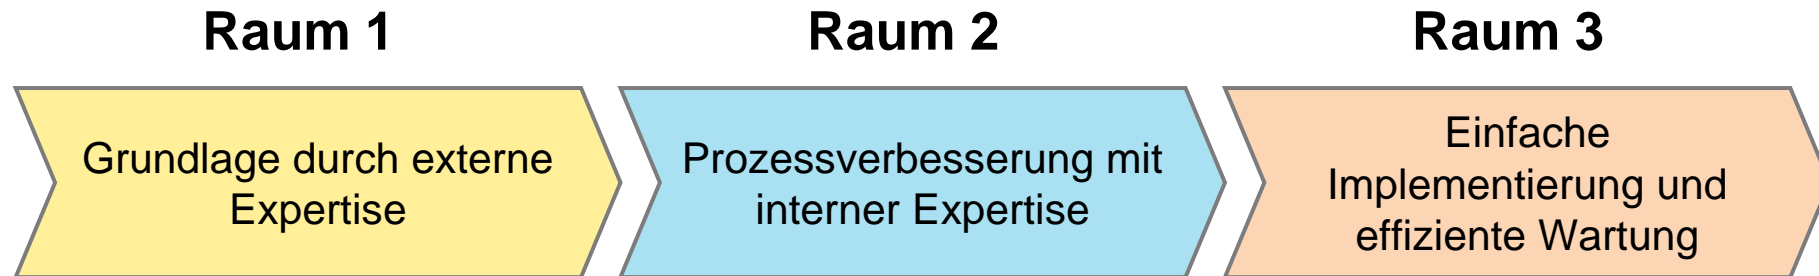 Raum 1
Raum 2
Raum 3
Grundlage durch externe
Expertise
Prozessverbesserung mit
interner Expertise
Einfache
Implementierung und
effiziente Wartung